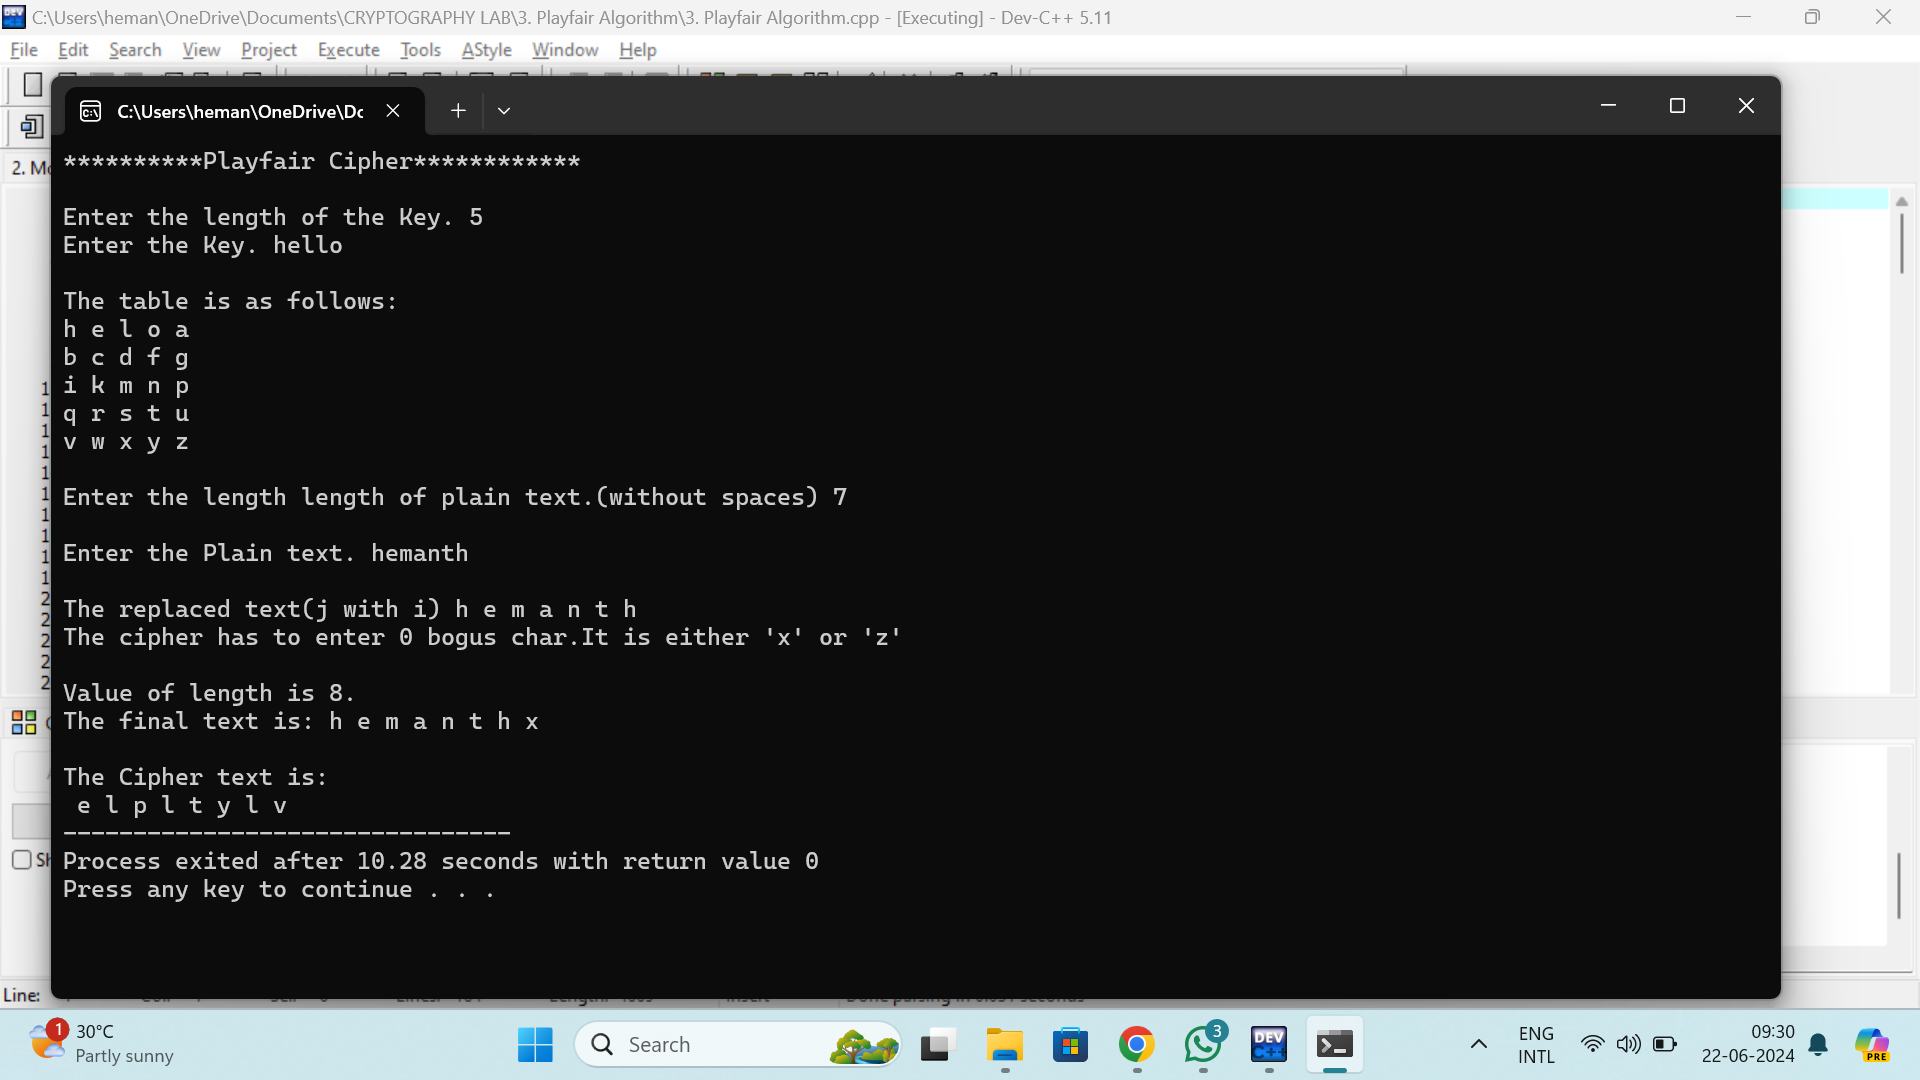 C:\Users\heman\OneDrive\Documents\CRYPTOGRAPHY LAB\3. Playfair Algorithm\3. Playfair Algorithm.cpp - [Executing] - Dev-C++ 5.11
File Edit Search View Project Execute Tools AStyle Window Help
C:\Users\heman\OneDrive\Dc
2. Mo
**********Playfair Cipher************
Enter the length of the Key. 5
Enter the Key. hello
The table is as follows:
h e l o a
b c d f g
i k m n p
q r s t u
v w x y z
Enter the length length of plain text.(without spaces) 7
Enter the Plain text. hemanth
The replaced text(j with i) h e m a n t h
The cipher has to enter 0 bogus char.It is either 'x' or 'z'
Value of length is 8.
The final text is: h e m a n t h x
The Cipher text is:
e l p l t y l v
--------------------------------
Process exited after 10.28 seconds with return value 0
Press any key to continue . . .
Line:
1 30°C
Partly sunny
Search
3
DEV C++
ENG
INTL
09:30
22-06-2024
PRE